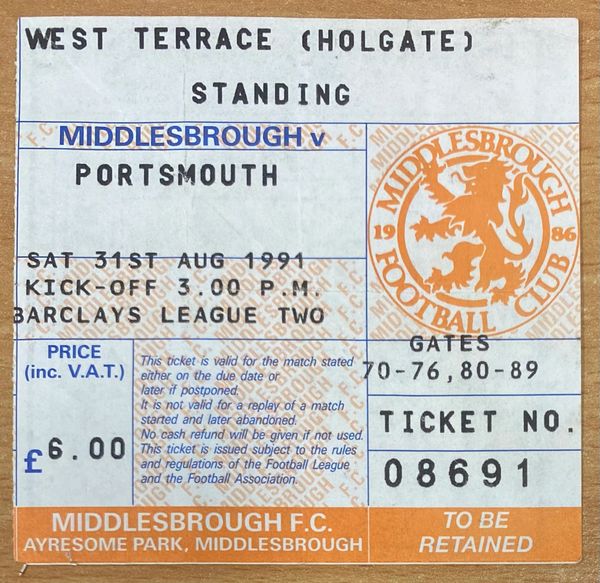 WEST TERRACE (HOLGATE)
STANDING
MIDDLESBROUGH v
PORTSMOUTH
MIDDLESBROUGH
1986
FOOTBALL CLUB
SAT 31ST AUG 1991
KICK-OFF 3.00 P.M.
BARCLAYS LEAGUE TWO
GATES
70-76,80-89
PRICE
(inc. V.A.T.)
£6.00
This ticket is valid for the match stated
either on the due date or
later if postponed.
It is not valid for a replay of a match
started and later abandoned.
No cash refund will be given if not used.
This ticket is issued subject to the rules
and regulations of the Football League
and the Football Association.
TICKET NO.
08691
MIDDLESBROUGH F.C.
AYRESOME PARK, MIDDLESBROUGH
TO BE
RETAINED